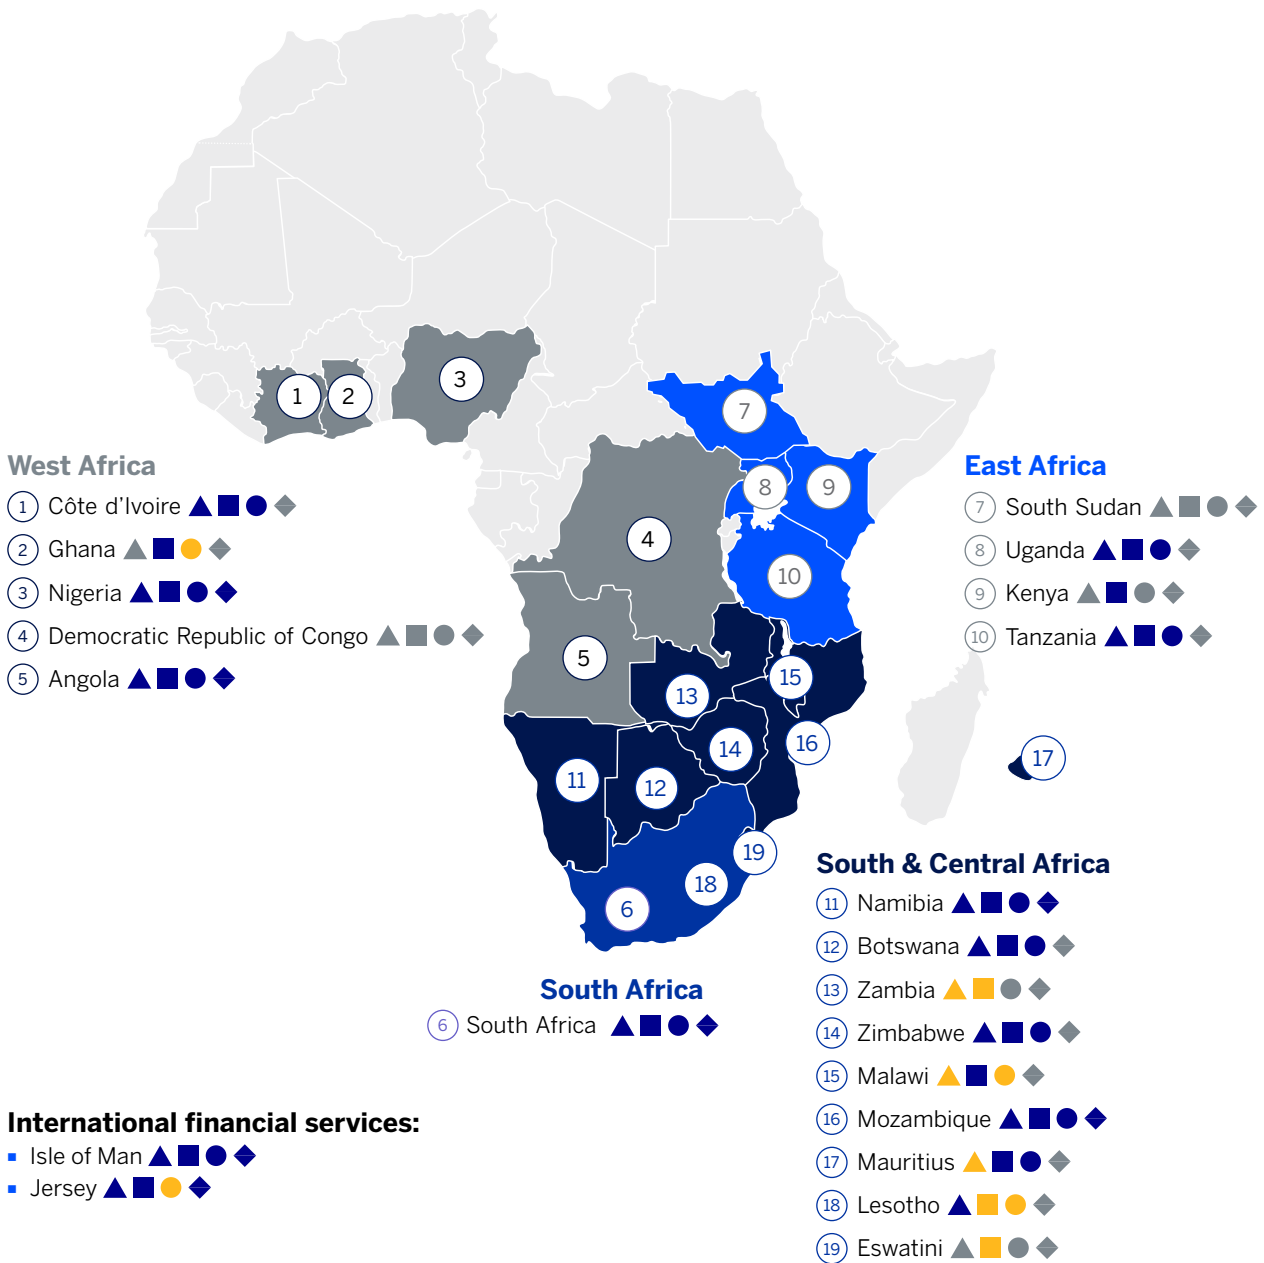 1
2
3
4
5
6
7
8
9
10
11
12
13
14
15
16
17
18
19
West Africa
1 Côte d’Ivoire
2 Ghana
3 Nigeria
4 Democratic Republic of Congo
5 Angola
East Africa
7 South Sudan
8 Uganda
9 Kenya
10 Tanzania
South Africa
6 South Africa
South & Central Africa
11 Namibia
12 Botswana
13 Zambia
14 Zimbabwe
15 Malawi
16 Mozambique
17 Mauritius
18 Lesotho
19 Eswatini
International financial services:
Isle of Man
Jersey